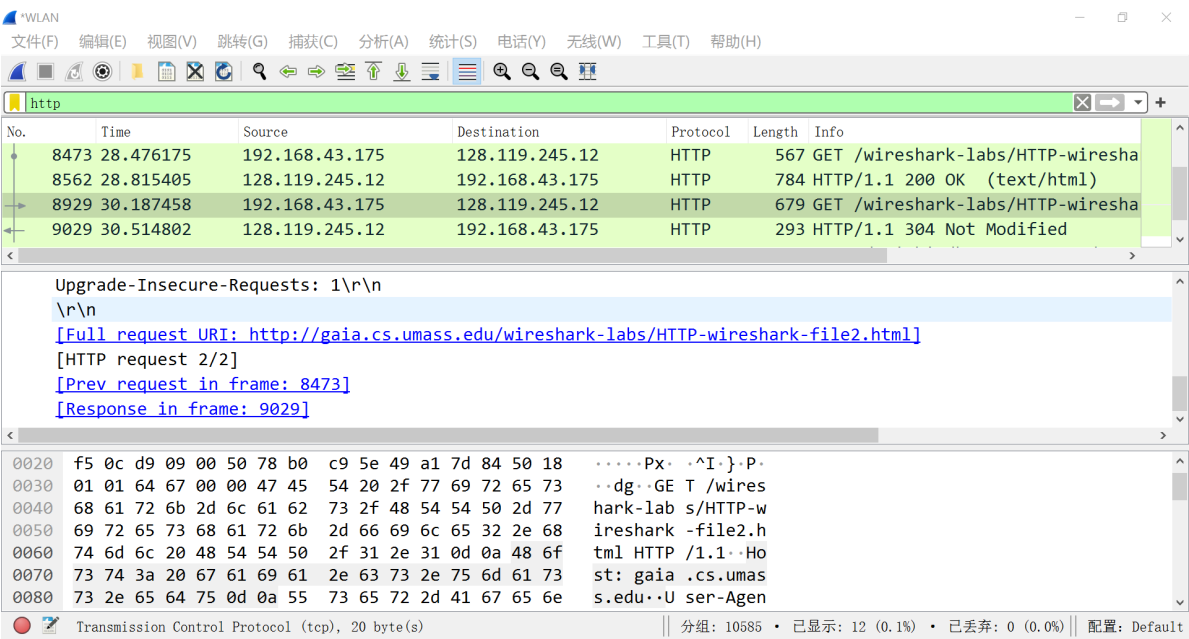 *WLAN
文件(F) 编辑(E) 视图(V) 跳转(G) 捕获(C) 分析(A) 统计(S) 电话(Y) 无线(W) 工具(T) 帮助(H)
http
No. Time Source Destination Protocol Length Info
8473 28.476175 192.168.43.175 128.119.245.12 HTTP 567 GET /wireshark-labs/HTTP-wiresha
8562 28.815405 128.119.245.12 192.168.43.175 HTTP 784 HTTP/1.1 200 OK (text/html)
8929 30.187458 192.168.43.175 128.119.245.12 HTTP 679 GET /wireshark-labs/HTTP-wiresha
9029 30.514802 128.119.245.12 192.168.43.175 HTTP 293 HTTP/1.1 304 Not Modified
Upgrade-Insecure-Requests: 1\r\n
\r\n
[Full request URI: http://gaia.cs.umass.edu/wireshark-labs/HTTP-wireshark-file2.html]
[HTTP request 2/2]
[Prev request in frame: 8473]
[Response in frame: 9029]
0020 f5 0c d9 09 00 50 78 b0 c9 5e 49 a1 7d 84 50 18 ·····Px· ·^I·}·P·
0030 01 01 64 67 00 00 47 45 54 20 2f 77 69 72 65 73 ··dg··GE T /wires
0040 68 61 72 6b 2d 6c 61 62 73 2f 48 54 54 50 2d 77 hark-lab s/HTTP-w
0050 69 72 65 73 68 61 72 6b 2d 66 69 6c 65 32 2e 68 ireshark -file2.h
0060 74 6d 6c 20 48 54 54 50 2f 31 2e 31 0d 0a 48 6f tml HTTP /1.1··Ho
0070 73 74 3a 20 67 61 69 61 2e 63 73 2e 75 6d 61 73 st: gaia .cs.umas
0080 73 2e 65 64 75 0d 0a 55 73 65 72 2d 41 67 65 6e s.edu··U ser-Agen
Transmission Control Protocol (tcp), 20 byte(s) 分组: 10585 · 已显示: 12 (0.1%) · 已丢弃: 0 (0.0%) 配置: Default